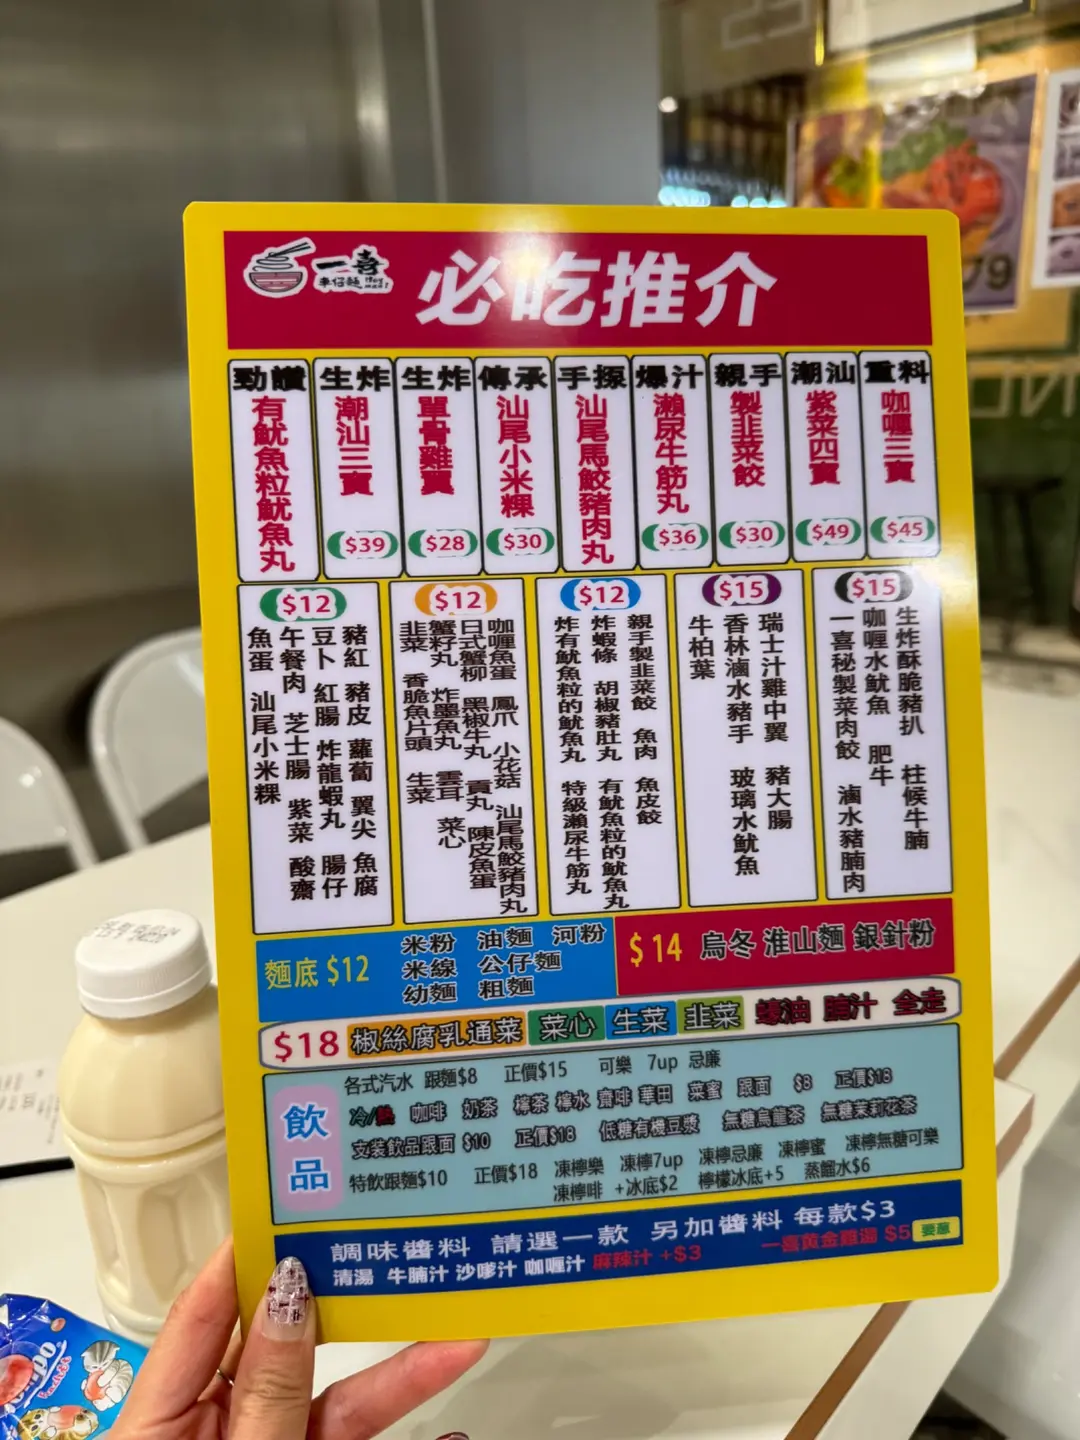 一喜
車仔麵
必吃推介
勁讚
有魷魚粒魷魚丸
生炸
潮汕三寶
$39
生炸
單骨雞翼
$28
傳承
汕尾小米粿
$30
手搎
汕尾馬鮫豬肉丸
爆汁
瀨尿牛筋丸
$36
親手
製韭菜餃
$30
潮汕
紫菜四寶
$49
重料
咖喱三寶
$45
$12
豬紅 豬皮 蘿蔔 翼尖 魚腐
豆卜 紅腸 炸龍蝦丸 腸仔
午餐肉 芝士腸 紫菜 酸齋
魚蛋 汕尾小米粿
$12
咖喱魚蛋 鳳爪 小花菇 汕尾馬鮫豬肉丸
日式蟹柳 黑椒牛丸 貢丸 陳皮魚蛋
蟹籽丸 炸墨魚丸 雲耳 菜心
韭菜 香脆魚片頭 生菜
$12
親手製韭菜餃 魚肉 魚皮餃
炸蝦條 胡椒豬肚丸 有魷魚粒的魷魚丸
炸有魷魚粒的魷魚丸 特級瀨尿牛筋丸
$15
瑞士汁雞中翼 豬大腸
香林滷水豬手 玻璃水魷魚
牛柏葉
$15
生炸酥脆豬扒 柱候牛腩
咖喱水魷魚 肥牛
一喜秘製菜肉餃 滷水豬腩肉
麵底 $12
米粉 油麵 河粉
米線 公仔麵
幼麵 粗麵
$14 烏冬 淮山麵 銀針粉
$18 椒絲腐乳通菜 菜心 生菜 韭菜 蠔油 腩汁 全走
飲品
各式汽水 跟麵$8 正價$15 可樂 7up 忌廉
冷/熱 咖啡 奶茶 檸茶 檸水 齋啡 華田 菜蜜 跟面 $8 正價$18
支裝飲品跟面 $10 正價$18 低糖有機豆漿 無糖烏龍茶 無糖茉莉花茶
特飲跟麵$10 正價$18 凍檸樂 凍檸7up 凍檸忌廉 凍檸蜜 凍檸無糖可樂
凍檸啡 +冰底$2 檸檬冰底+5 蒸餾水$6
調味醬料 請選一款 另加醬料 每款$3
清湯 牛腩汁 沙嗲汁 咖喱汁 麻辣汁 +$3 一喜黃金雞湯 $5 要蔥